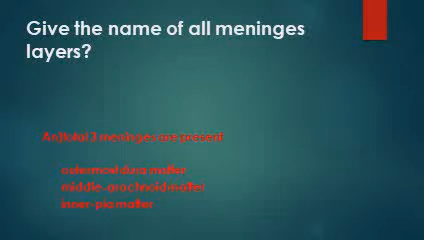 Give the name of all meninges
layers?
An)total 3 meninges are present
outermost dura matter
middle-arachnoid matter
inner-pia matter